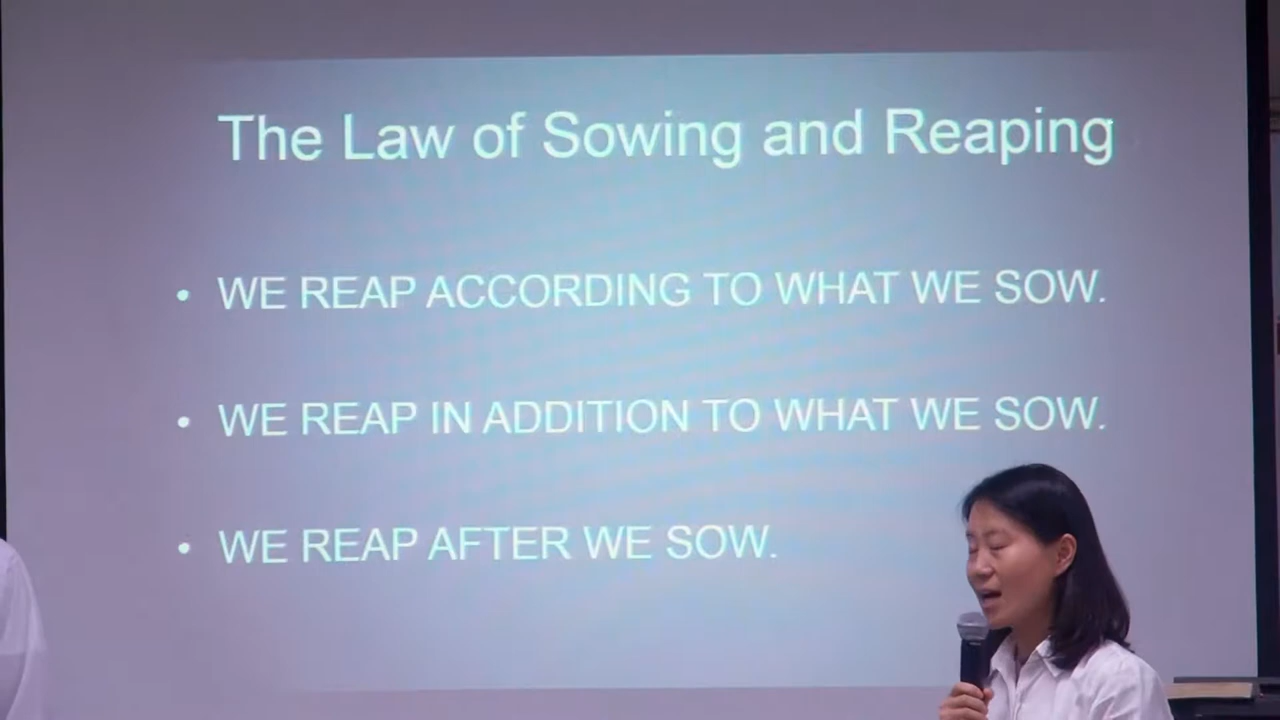 The Law of Sowing and Reaping
• WE REAP ACCORDING TO WHAT WE SOW.
• WE REAP IN ADDITION TO WHAT WE SOW.
• WE REAP AFTER WE SOW.